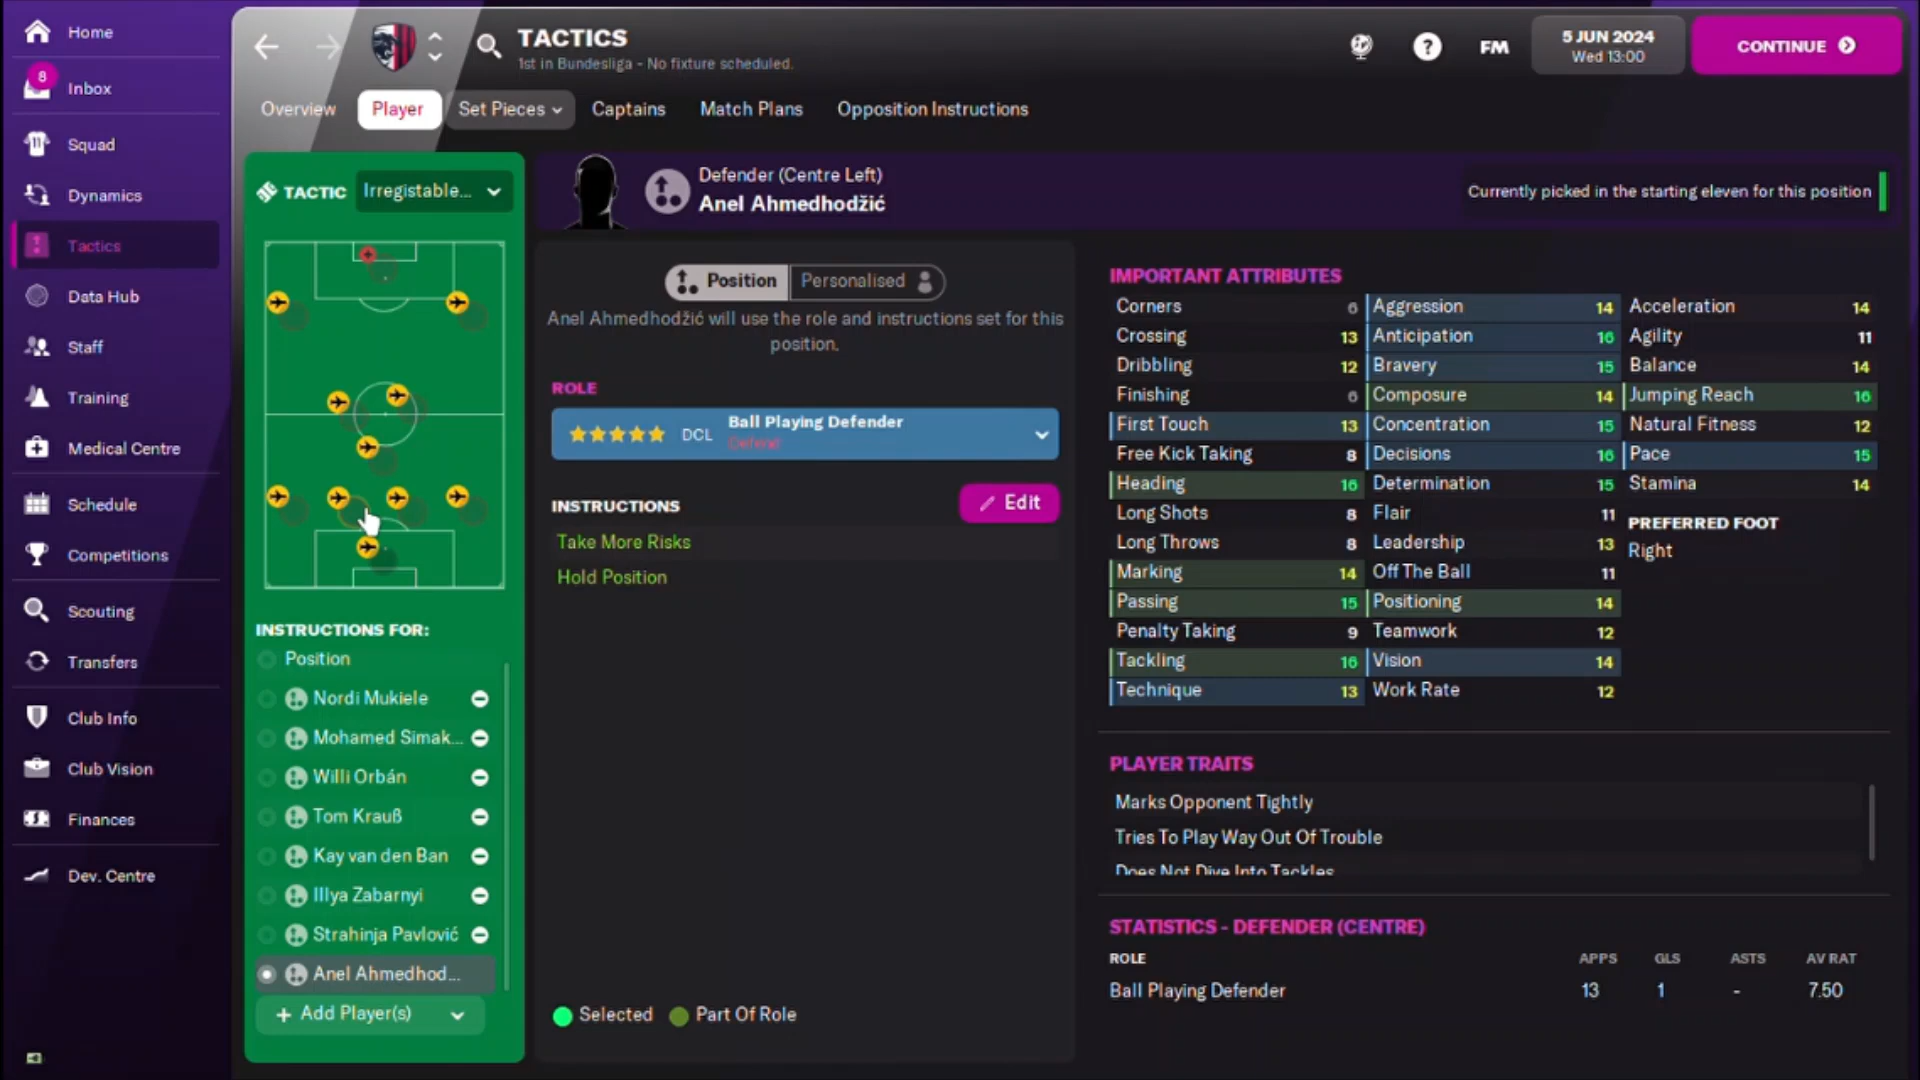 Home
8
Inbox
Squad
Dynamics
Tactics
Data Hub
Staff
Training
Medical Centre
Schedule
Competitions
Scouting
Transfers
Club Info
Club Vision
Finances
Dev. Centre
TACTICS
1st in Bundesliga - No fixture scheduled.
FM
5 JUN 2024
Wed 13:00
CONTINUE
Overview
Player
Set Pieces
Captains
Match Plans
Opposition Instructions
TACTIC
Irregistable...
INSTRUCTIONS FOR:
Position
Nordi Mukiele
Mohamed Simak...
Willi Orbán
Tom Krauß
Kay van den Ban
Illya Zabarnyi
Strahinja Pavlović
Anel Ahmedhod...
+ Add Player(s)
Defender (Centre Left)
Anel Ahmedhodžić
Currently picked in the starting eleven for this position
Position
Personalised
Anel Ahmedhodžić will use the role and instructions set for this
position.
ROLE
DCL
Ball Playing Defender
Defend
INSTRUCTIONS
Edit
Take More Risks
Hold Position
Selected
Part Of Role
IMPORTANT ATTRIBUTES
Corners 6 Aggression 14 Acceleration 14
Crossing 13 Anticipation 16 Agility 11
Dribbling 12 Bravery 15 Balance 14
Finishing 6 Composure 14 Jumping Reach 16
First Touch 13 Concentration 15 Natural Fitness 12
Free Kick Taking 8 Decisions 16 Pace 15
Heading 16 Determination 15 Stamina 14
Long Shots 8 Flair 11
PREFERRED FOOT
Long Throws 8 Leadership 13
Right
Marking 14 Off The Ball 11
Passing 15 Positioning 14
Penalty Taking 9 Teamwork 12
Tackling 16 Vision 14
Technique 13 Work Rate 12
PLAYER TRAITS
Marks Opponent Tightly
Tries To Play Way Out Of Trouble
Does Not Dive Into Tackles
STATISTICS - DEFENDER (CENTRE)
ROLE APPS GLS ASTS AV RAT
Ball Playing Defender 13 1 - 7.50